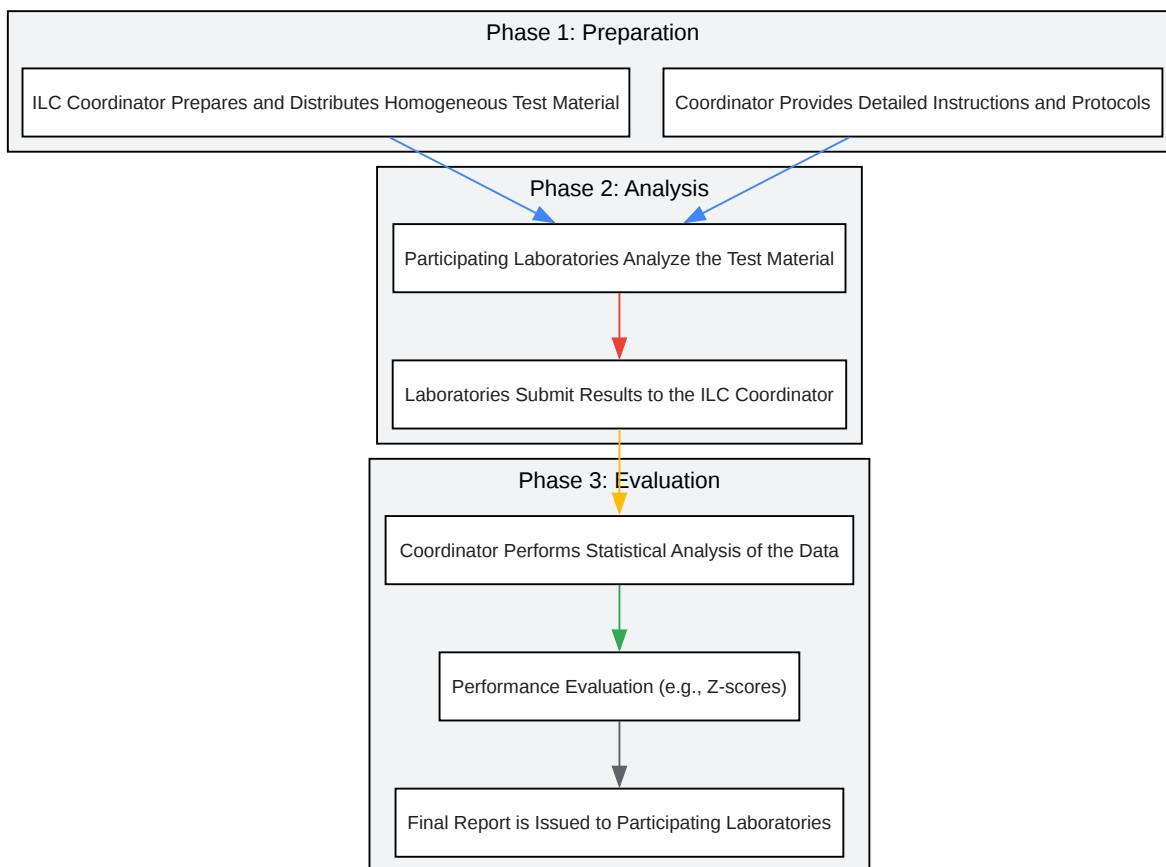 Phase 1: Preparation
ILC Coordinator Prepares and Distributes Homogeneous Test Material
Coordinator Provides Detailed Instructions and Protocols
Phase 2: Analysis
Participating Laboratories Analyze the Test Material
Laboratories Submit Results to the ILC Coordinator
Phase 3: Evaluation
Coordinator Performs Statistical Analysis of the Data
Performance Evaluation (e.g., Z-scores)
Final Report is Issued to Participating Laboratories